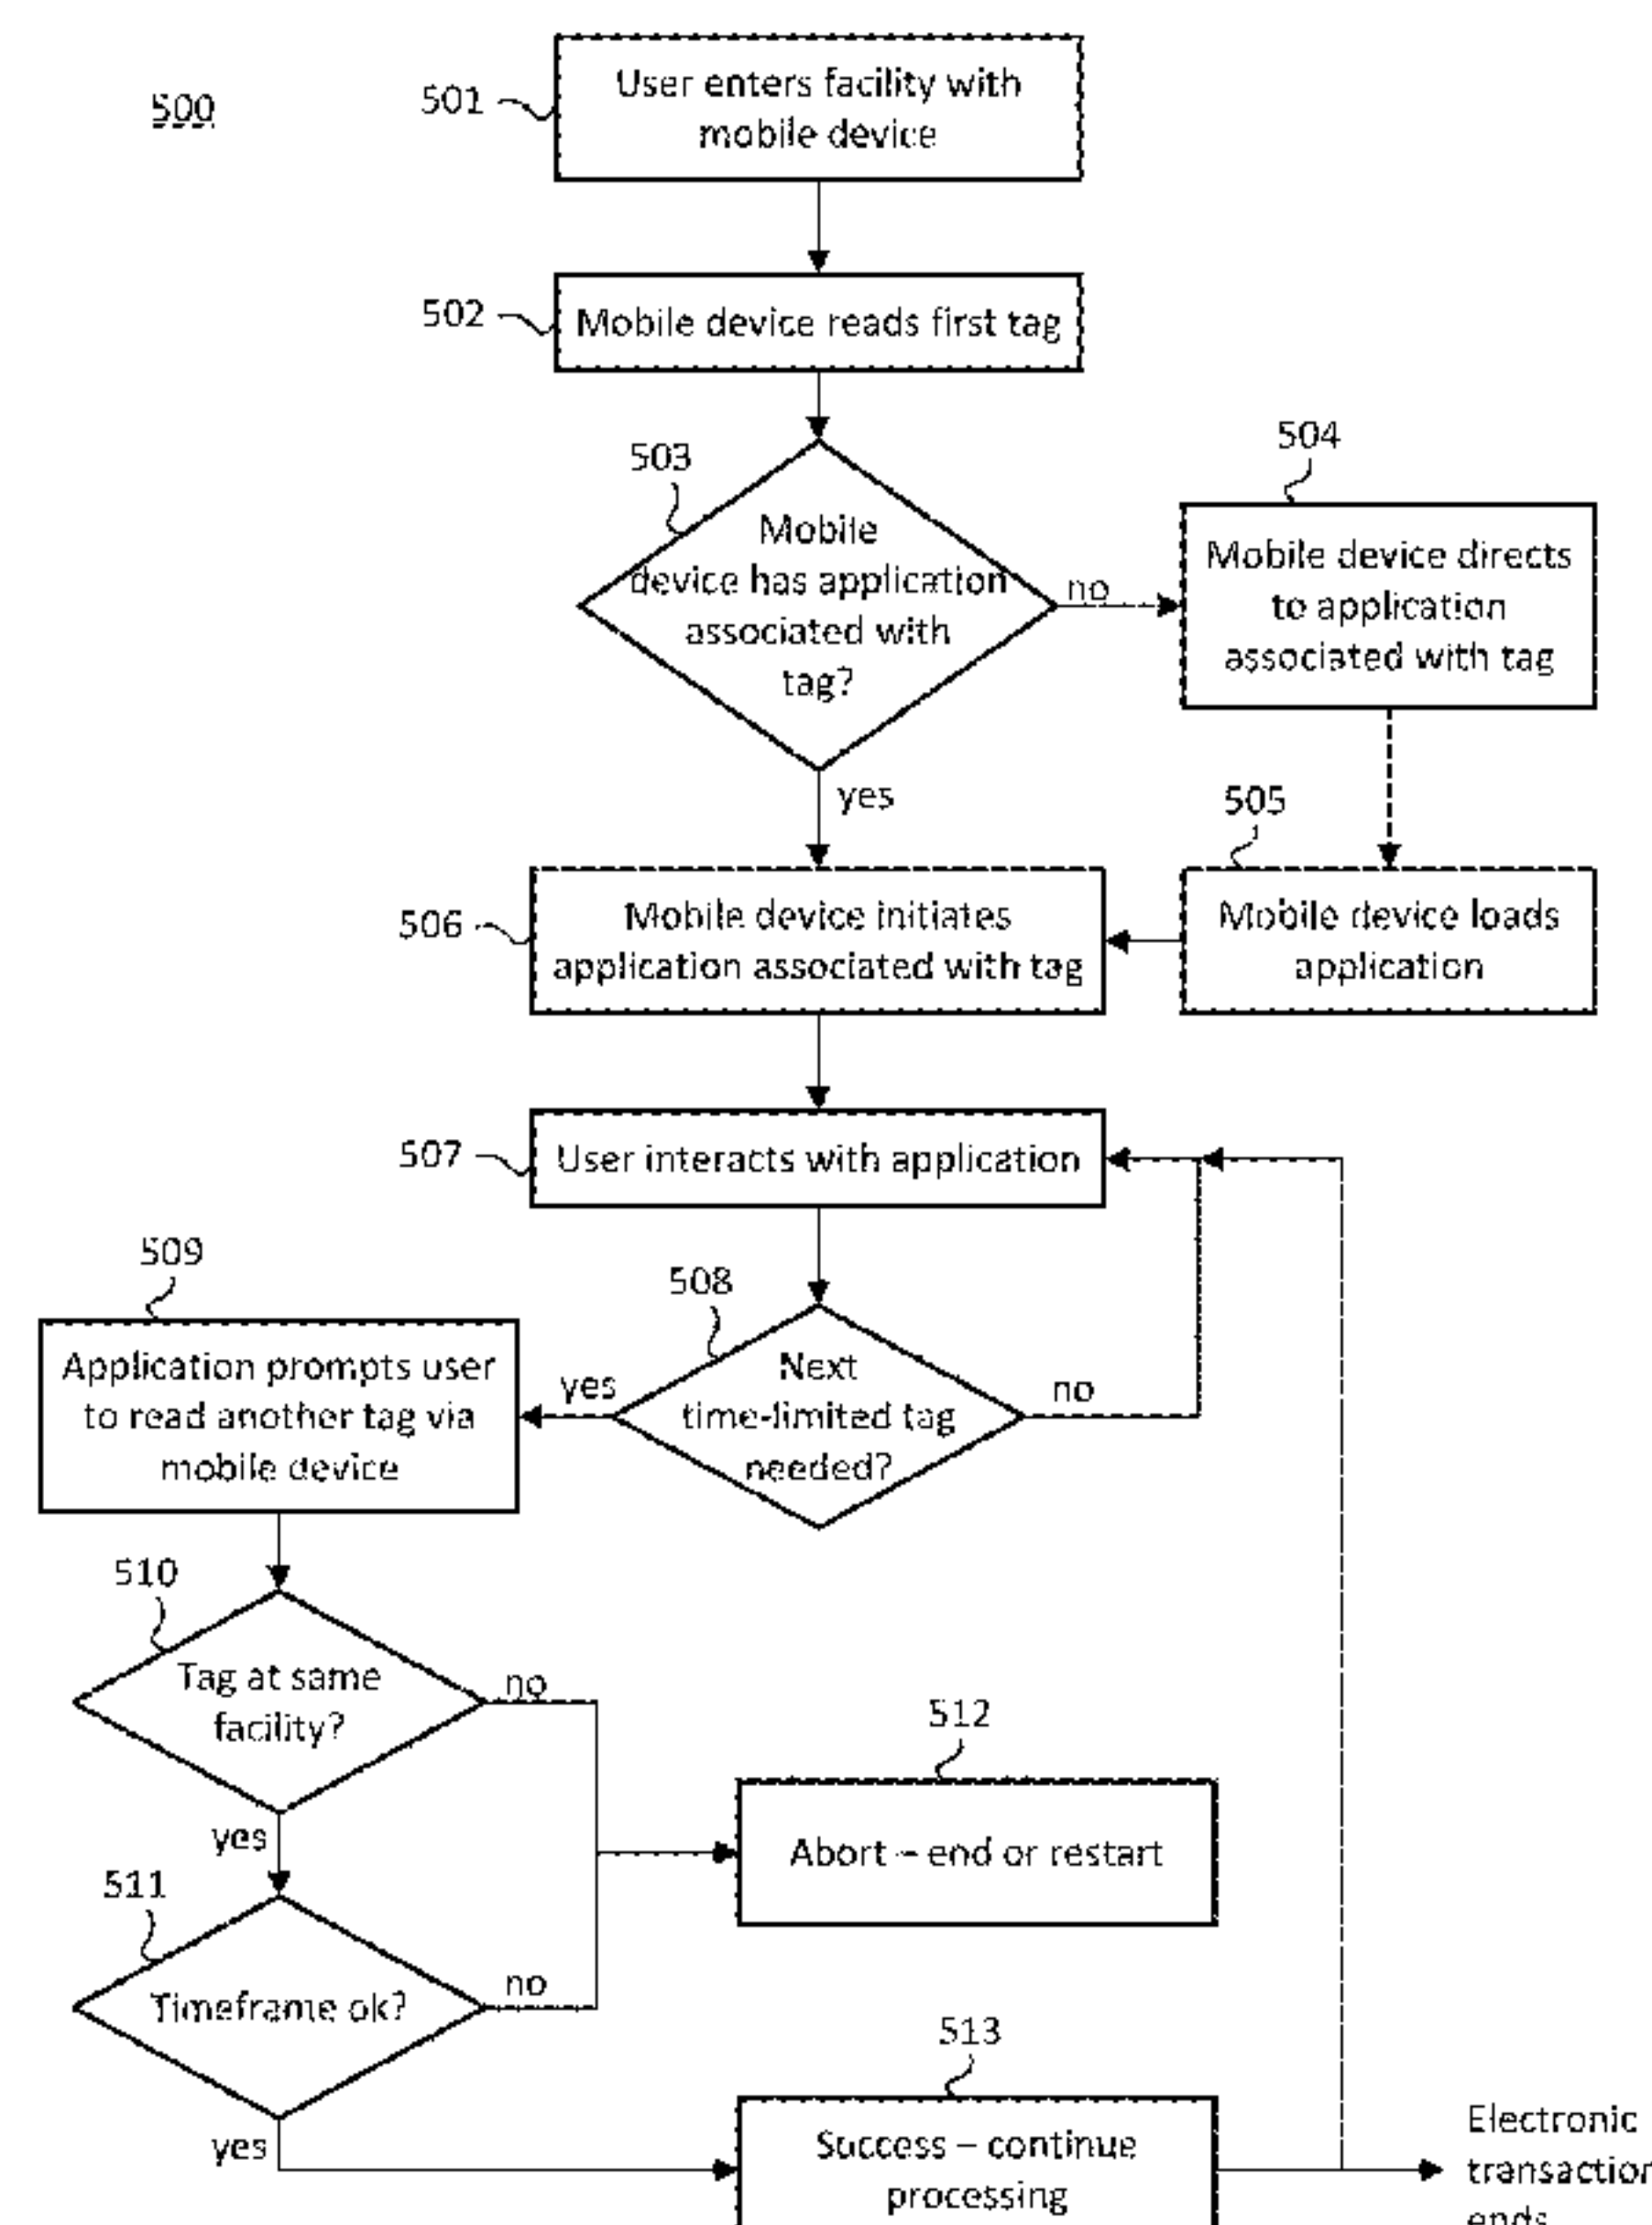 500
501
User enters facility with
mobile device
502
Mobile device reads first tag
503
Mobile
device has application
associated with
tag?
no
504
Mobile device directs
to application
associated with tag
yes
505
Mobile device loads
application
506
Mobile device initiates
application associated with tag
507
User interacts with application
508
Next
time-limited tag
needed?
yes
no
509
Application prompts user
to read another tag via
mobile device
510
Tag at same
facility?
no
yes
511
Timeframe ok?
no
yes
512
Abort – end or restart
513
Success – continue
processing
Electronic
transaction
ends